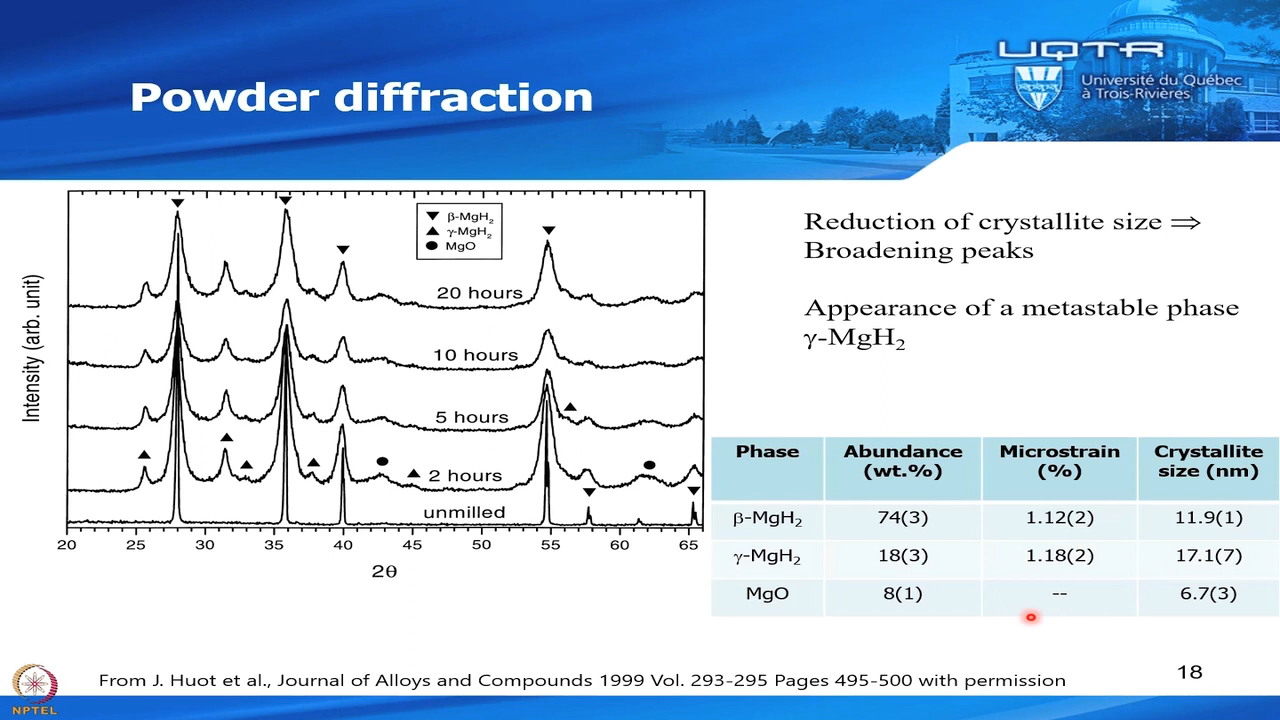 UQTR
Université du Québec
à Trois-Rivières
Powder diffraction
Reduction of crystallite size ⇒
Broadening peaks
Appearance of a metastable phase
γ-MgH₂
Intensity (arb. unit)
▼ β-MgH₂
▲ γ-MgH₂
● MgO
20 hours
10 hours
5 hours
2 hours
unmilled
20 25 30 35 40 45 50 55 60 65
2θ
Phase Abundance (wt.%) Microstrain (%) Crystallite size (nm)
β-MgH₂ 74(3) 1.12(2) 11.9(1)
γ-MgH₂ 18(3) 1.18(2) 17.1(7)
MgO 8(1) -- 6.7(3)
From J. Huot et al., Journal of Alloys and Compounds 1999 Vol. 293-295 Pages 495-500 with permission
18
NPTEL